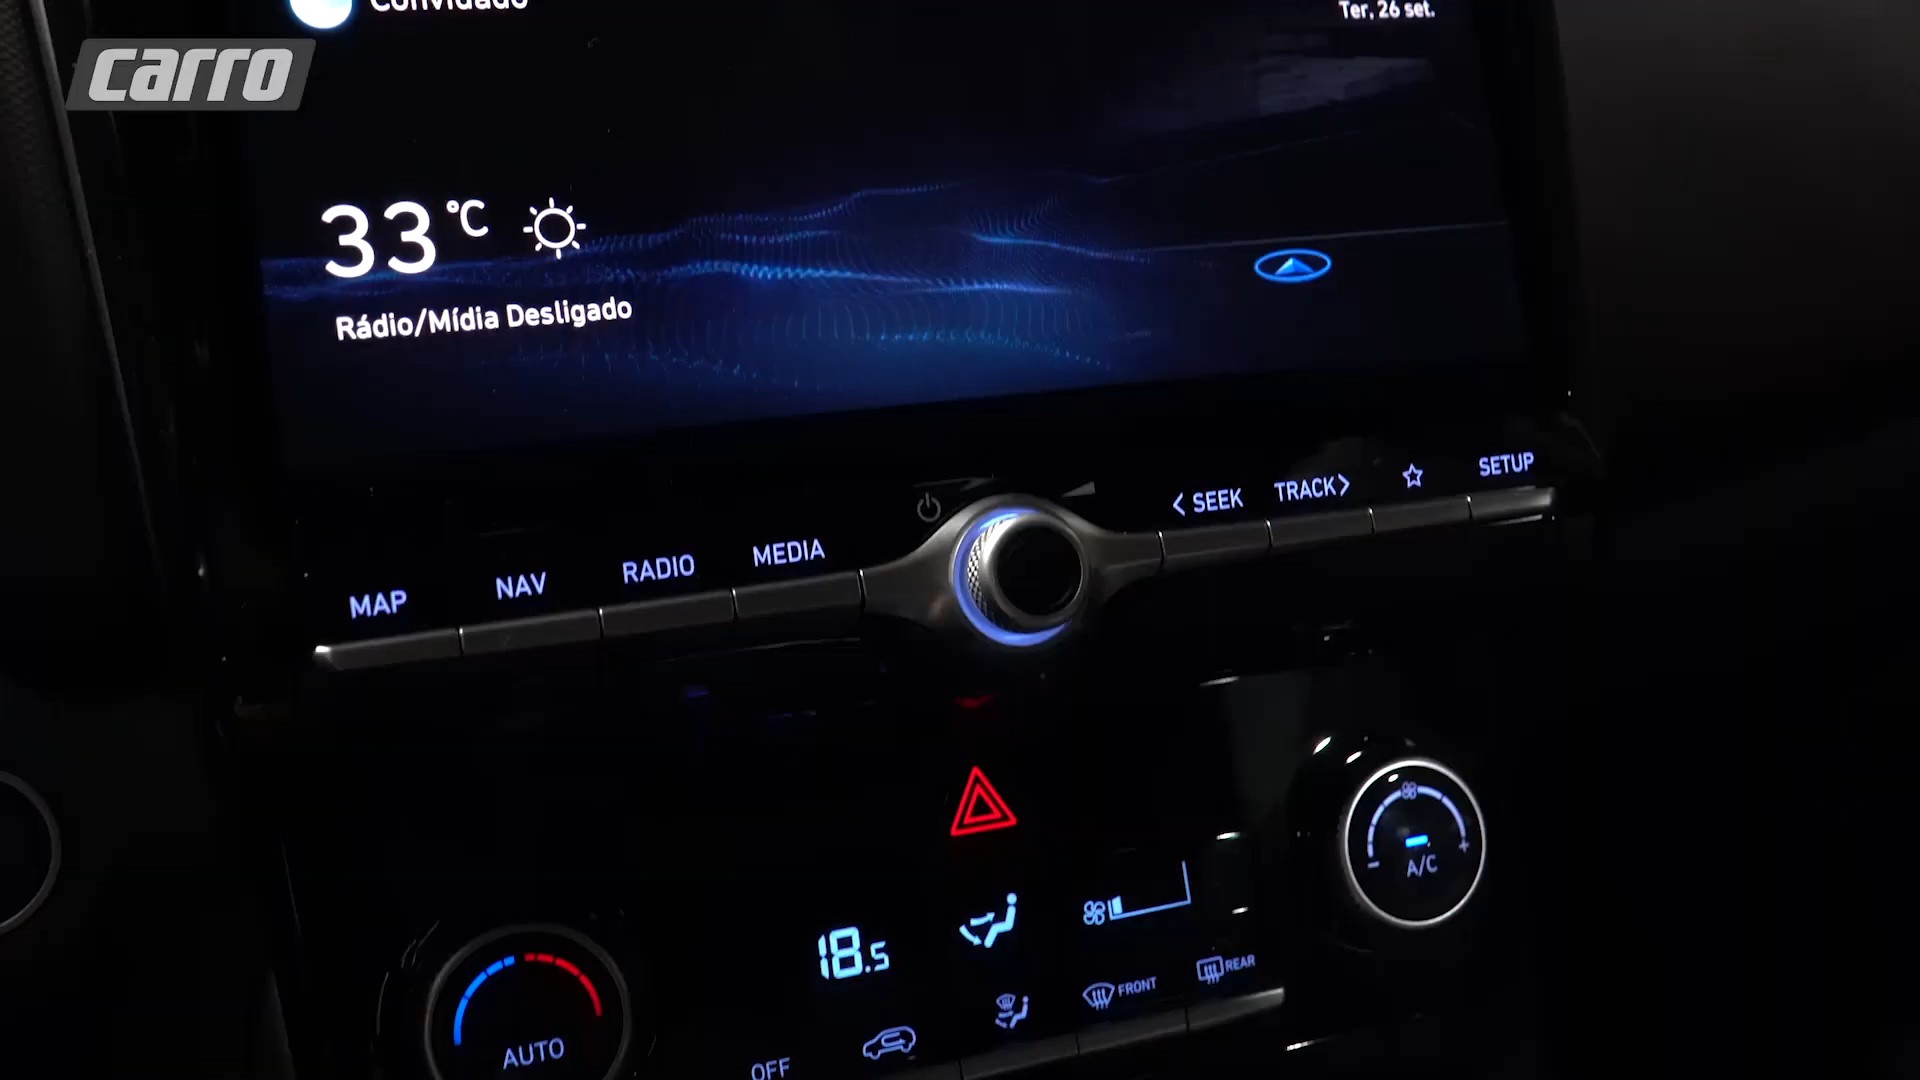 Convidado
Ter, 26 set.
carro
33 °C
Rádio/Mídia Desligado
MAP
NAV
RADIO
MEDIA
< SEEK
TRACK >
SETUP
A/C
18.5
FRONT
REAR
AUTO
OFF